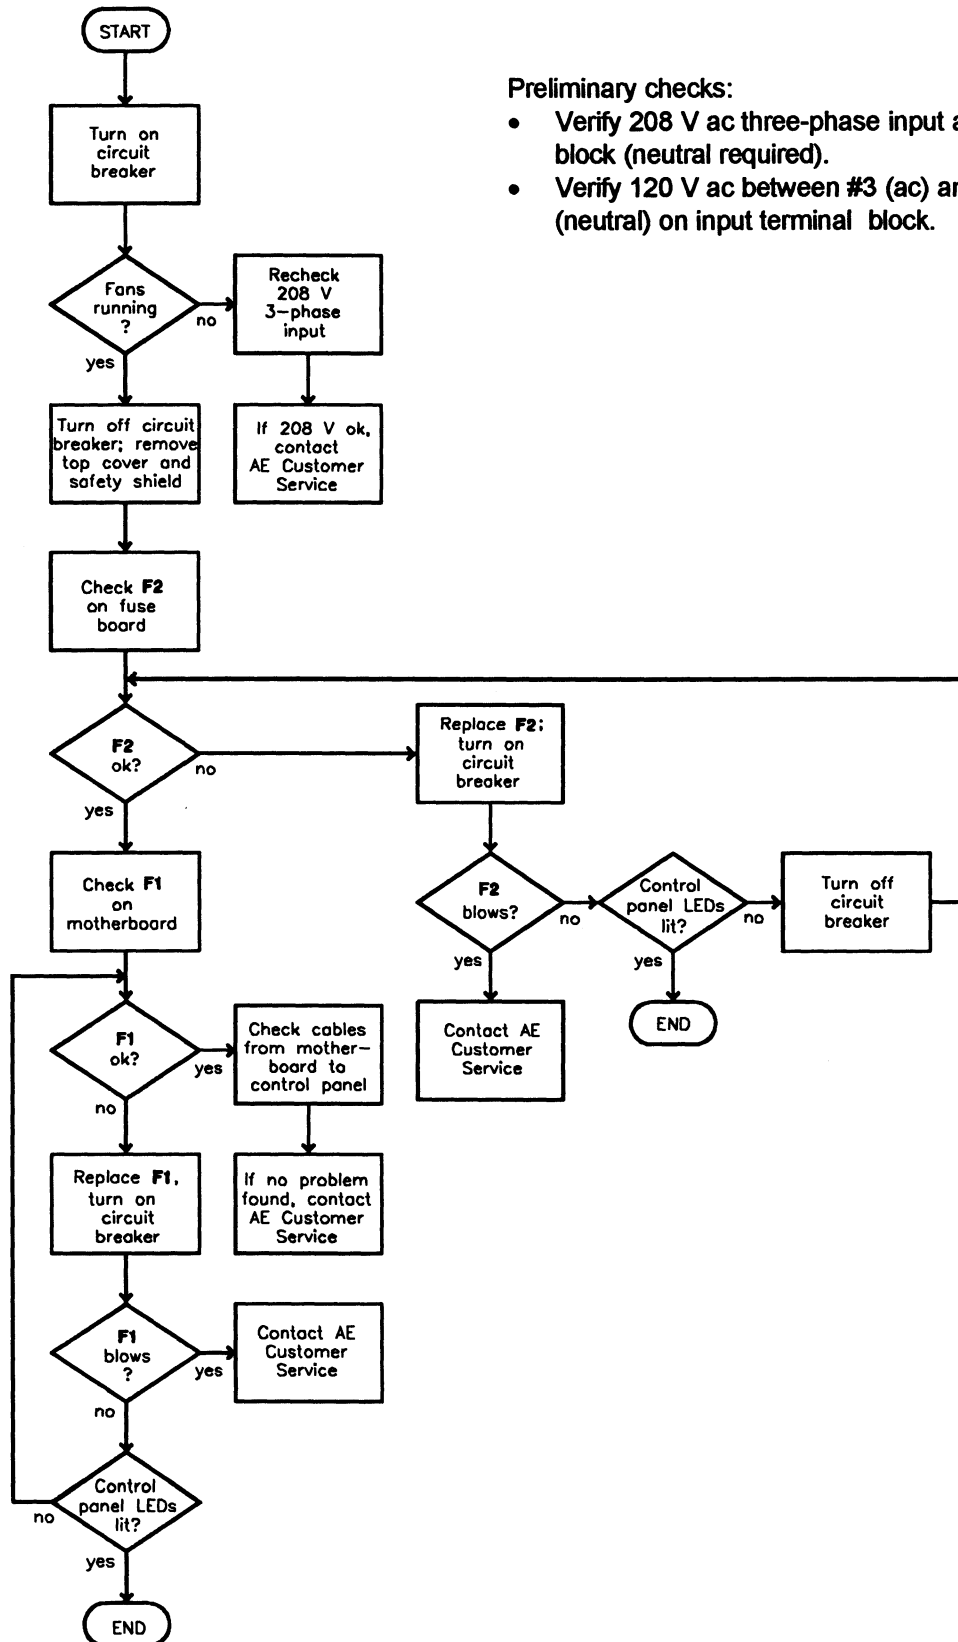 START
Preliminary checks:
• Verify 208 V ac three-phase input
block (neutral required).
• Verify 120 V ac between #3 (ac)
(neutral) on input terminal block.
Turn on
circuit
breaker
Fans
running
?
no
yes
Recheck
208 V
3-phase
input
If 208 V ok,
contact
AE Customer
Service
Turn off circuit
breaker; remove
top cover and
safety shield
Check F2
on fuse
board
F2
ok?
no
yes
Replace F2;
turn on
circuit
breaker
F2
blows?
no
yes
Control
panel LEDs
lit?
no
yes
Turn off
circuit
breaker
Contact AE
Customer
Service
END
Check F1
on
motherboard
F1
ok?
yes
no
Check cables
from mother-
board to
control panel
If no problem
found, contact
AE Customer
Service
Replace F1,
turn on
circuit
breaker
F1
blows
?
yes
no
Contact AE
Customer
Service
Control
panel LEDs
lit?
no
yes
END